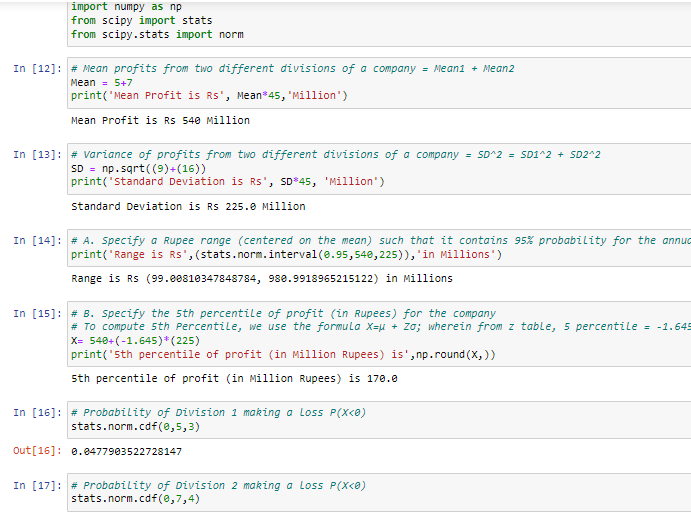 import numpy as np
from scipy import stats
from scipy.stats import norm
In [12]: # Mean profits from two different divisions of a company = Mean1 + Mean2
Mean = 5+7
print('Mean Profit is Rs', Mean*45,'Million')
Mean Profit is Rs 540 Million
In [13]: # Variance of profits from two different divisions of a company = SD^2 = SD1^2 + SD2^2
SD = np.sqrt((9)+(16))
print('Standard Deviation is Rs', SD*45, 'Million')
Standard Deviation is Rs 225.0 Million
In [14]: # A. Specify a Rupee range (centered on the mean) such that it contains 95% probability for the annua
print('Range is Rs',(stats.norm.interval(0.95,540,225)),'in Millions')
Range is Rs (99.00810347848784, 980.9918965215122) in Millions
In [15]: # B. Specify the 5th percentile of profit (in Rupees) for the company
# To compute 5th Percentile, we use the formula X=μ + Zσ; wherein from z table, 5 percentile = -1.645
X= 540+(-1.645)*(225)
print('5th percentile of profit (in Million Rupees) is',np.round(X,))
5th percentile of profit (in Million Rupees) is 170.0
In [16]: # Probability of Division 1 making a loss P(X<0)
stats.norm.cdf(0,5,3)
Out[16]: 0.0477903522728147
In [17]: # Probability of Division 2 making a loss P(X<0)
stats.norm.cdf(0,7,4)